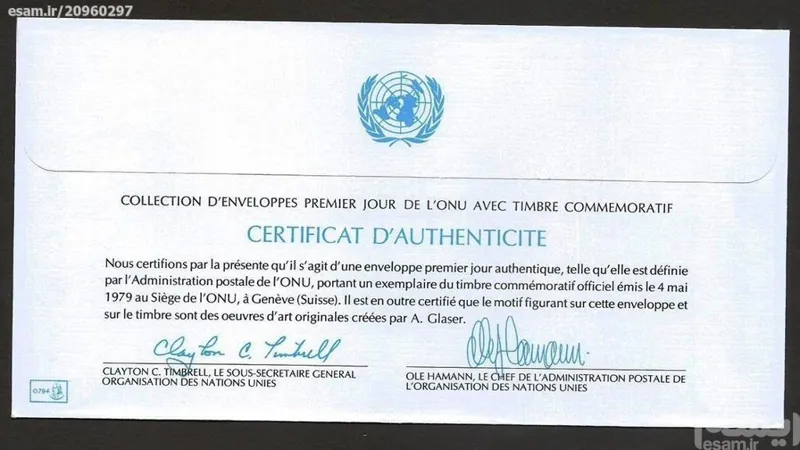 esam.ir/20960297
COLLECTION D'ENVELOPPES PREMIER JOUR DE L'ONU AVEC TIMBRE COMMEMORATIF
CERTIFICAT D'AUTHENTICITE
Nous certifions par la présente qu'il s'agit d'une enveloppe premier jour authentique, telle qu'elle est définie
par l'Administration postale de l'ONU, portant un exemplaire du timbre commémoratif officiel émis le 4 mai
1979 au Siège de l'ONU, à Genève (Suisse). Il est en outre certifié que le motif figurant sur cette enveloppe et
sur le timbre sont des oeuvres d'art originales créées par A. Glaser.
Clayton C. Timbrell
Ole Hamann
CLAYTON C. TIMBRELL, LE SOUS-SECRETAIRE GENERAL
ORGANISATION DES NATIONS UNIES
OLE HAMANN, LE CHEF DE L'ADMINISTRATION POSTALE DE
L'ORGANISATION DES NATIONS UNIES
0794
ایسام
esam.ir